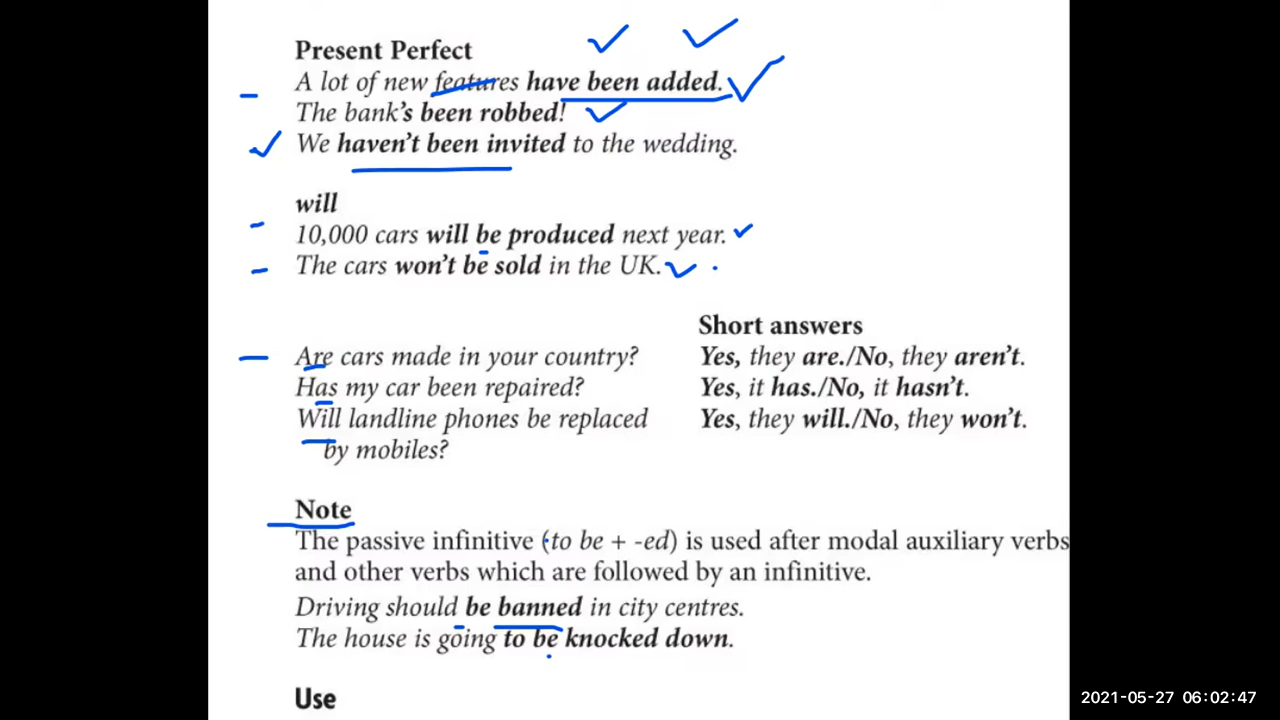 Present Perfect
A lot of new features have been added.
The bank's been robbed!
We haven't been invited to the wedding.
will
10,000 cars will be produced next year.
The cars won't be sold in the UK.
Short answers
Are cars made in your country? Yes, they are./No, they aren't.
Has my car been repaired? Yes, it has./No, it hasn't.
Will landline phones be replaced Yes, they will./No, they won't.
by mobiles?
Note
The passive infinitive (to be + -ed) is used after modal auxiliary verbs
and other verbs which are followed by an infinitive.
Driving should be banned in city centres.
The house is going to be knocked down.
Use
2021-05-27 06:02:47